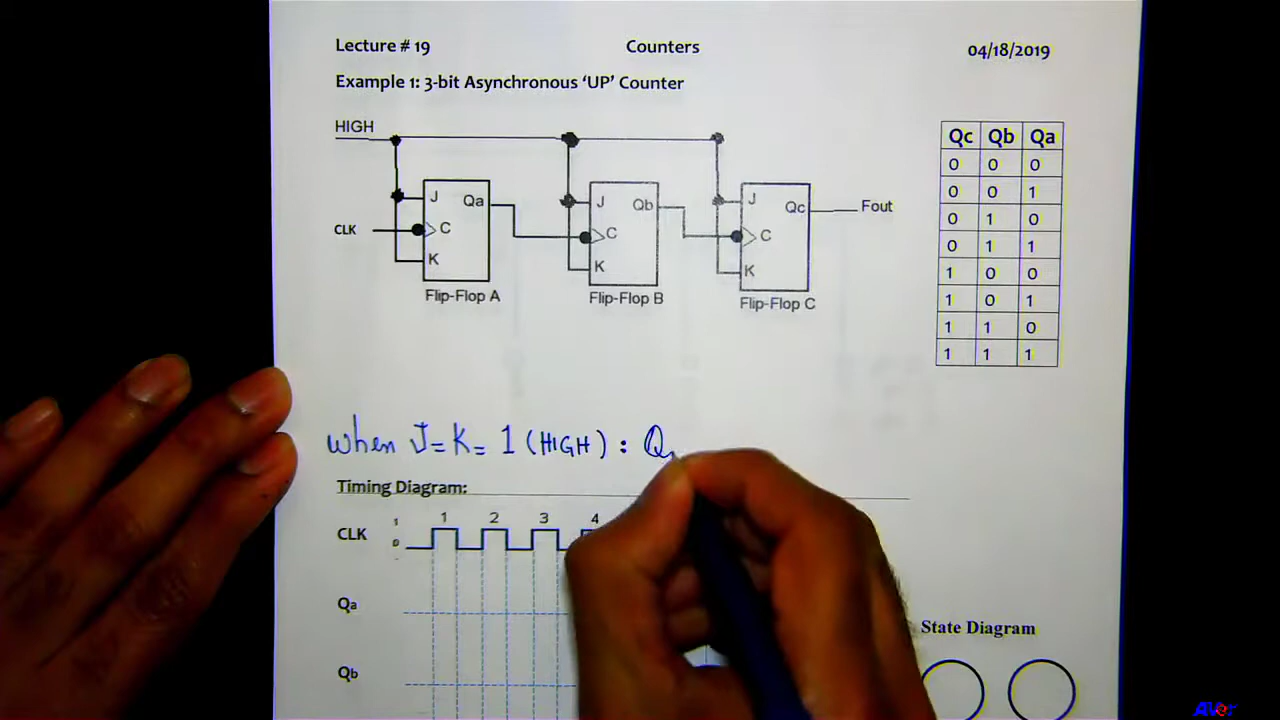 Lecture # 19 Counters 04/18/2019
Example 1: 3-bit Asynchronous ‘UP’ Counter
HIGH
J Qa C K
CLK
Flip-Flop A
J Qb C K
Flip-Flop B
J Qc C K
Fout
Flip-Flop C
Qc Qb Qa
0 0 0
0 0 1
0 1 0
0 1 1
1 0 0
1 0 1
1 1 0
1 1 1
when J=K= 1 (HIGH) : Q
Timing Diagram:
1 2 3 4
CLK 1 0
Qa
Qb
State Diagram
AVer